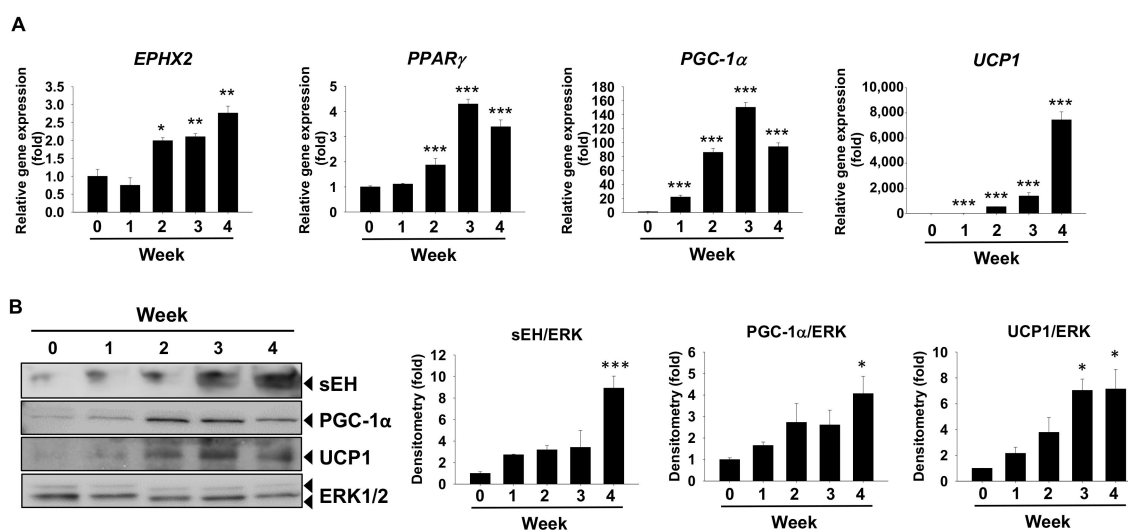 A
EPHX2
Relative gene expression
(fold)
3.5
3.0
2.5
2.0
1.5
1.0
0.5
0.0
* ** **
0 1 2 3 4
Week
PPARγ
Relative gene expression
(fold)
5
4
3
2
1
0
*** *** ***
0 1 2 3 4
Week
PGC-1α
Relative gene expression
(fold)
180
160
140
120
100
80
60
40
20
0
*** *** *** ***
0 1 2 3 4
Week
UCP1
Relative gene expression
(fold)
10,000
8,000
6,000
4,000
2,000
0
*** *** *** ***
0 1 2 3 4
Week
B
Week
0 1 2 3 4
sEH
PGC-1α
UCP1
ERK1/2
sEH/ERK
Densitometry (fold)
12
10
8
6
4
2
0
***
0 1 2 3 4
Week
PGC-1α/ERK
Densitometry (fold)
6
5
4
3
2
1
0
*
0 1 2 3 4
Week
UCP1/ERK
Densitometry (fold)
10
8
6
4
2
0
* *
0 1 2 3 4
Week